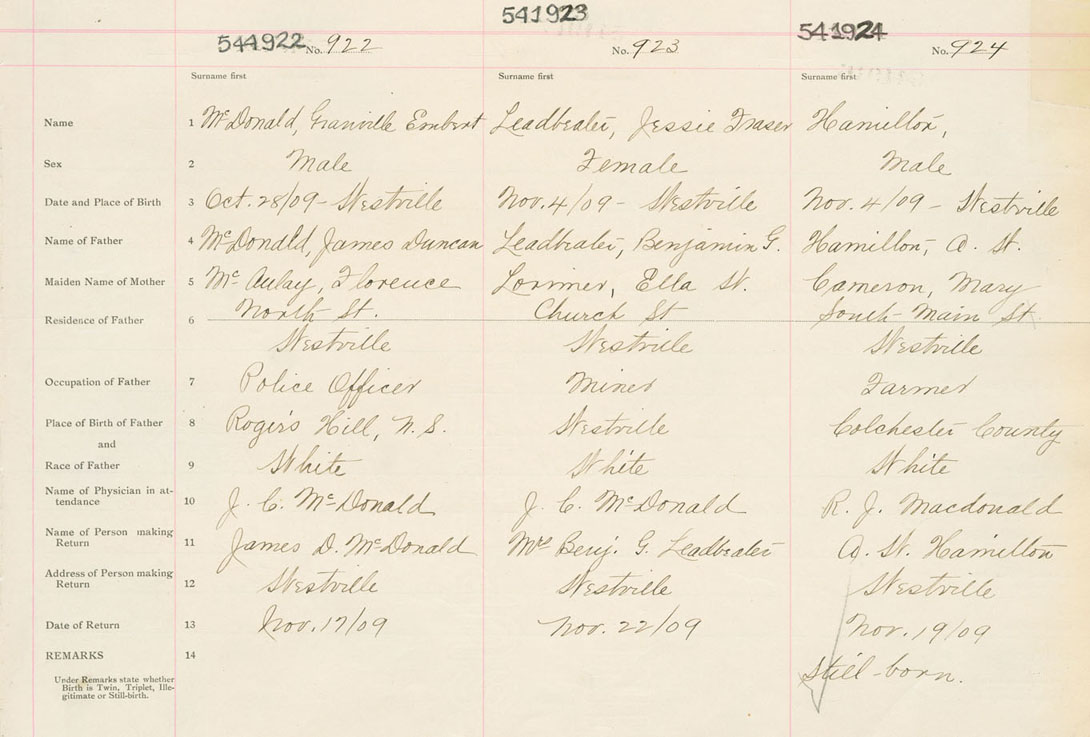 541923
544922 No. 922 No. 923 541924 No. 924
Surname first Surname first Surname first
Name 1 McDonald, Granville Embert Leadbeater, Jessie Fraser Hamilton,
Sex 2 Male Female Male
Date and Place of Birth 3 Oct. 28/09 - Westville Nov. 4/09 - Westville Nov. 4/09 - Westville
Name of Father 4 McDonald, James Duncan Leadbeater, Benjamin G. Hamilton, A. W.
Maiden Name of Mother 5 McAulay, Florence Lorimer, Ella W. Cameron, Mary
Residence of Father 6 North St. Church St South Main St.
Westville Westville Westville
Occupation of Father 7 Police Officer Miner Farmer
Place of Birth of Father 8 Roger's Hill, N.S. Westville Colchester County
and
Race of Father 9 White White White
Name of Physician in at-
tendance 10 J. C. McDonald J. C. McDonald R. J. Macdonald
Name of Person making
Return 11 James D. McDonald Mrs Benj. G. Leadbeater A. W. Hamilton
Address of Person making
Return 12 Westville Westville Westville
Date of Return 13 Nov. 17/09 Nov. 22/09 Nov. 19/09
REMARKS 14 Still-born.
Under Remarks state whether
Birth is Twin, Triplet, Ille-
gitimate or Still-birth.